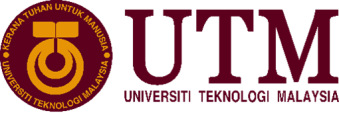 • KERANA TUHAN UNTUK MANUSIA •
UNIVERSITI TEKNOLOGI MALAYSIA
UTM
UNIVERSITI TEKNOLOGI MALAYSIA